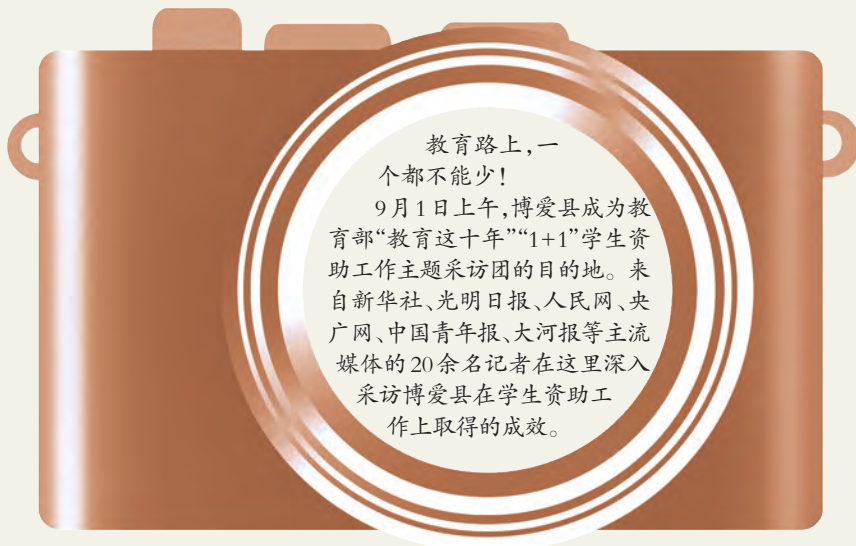 教育路上,一
个都不能少!
9月1日上午,博爱县成为教
育部“教育这十年”“1+1”学生资
助工作主题采访团的目的地。来
自新华社、光明日报、人民网、央
广网、中国青年报、大河报等主流
媒体的20余名记者在这里深入
采访博爱县在学生资助工
作上取得的成效。